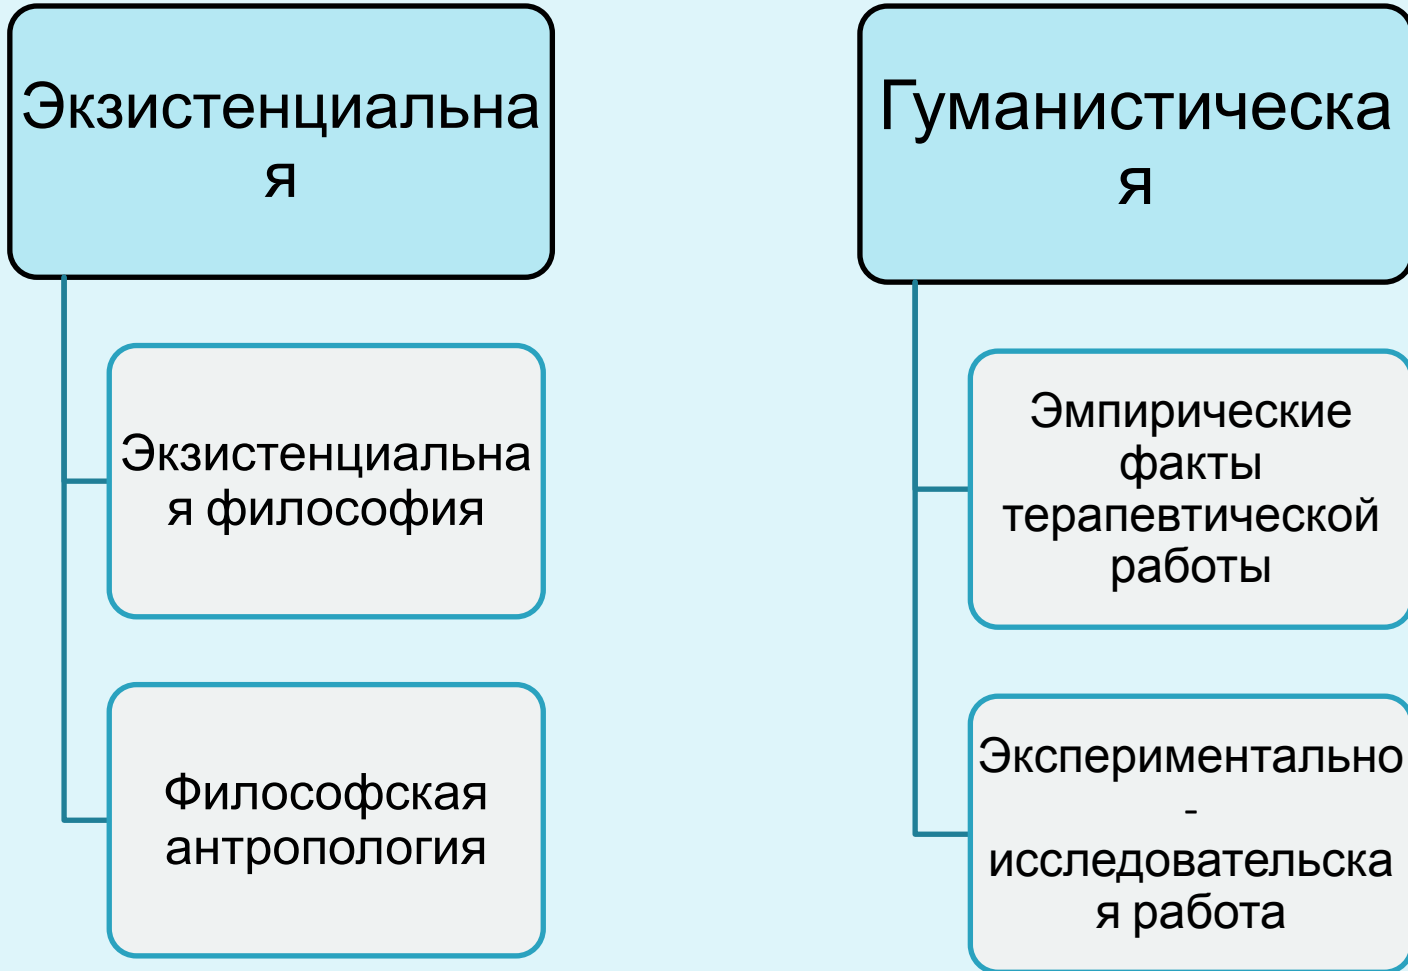 Экзистенциальна
я
Экзистенциальна
я философия
Философская
антропология
Гуманистическа
я
Эмпирические
факты
терапевтической
работы
Экспериментально
-
исследовательска
я работа